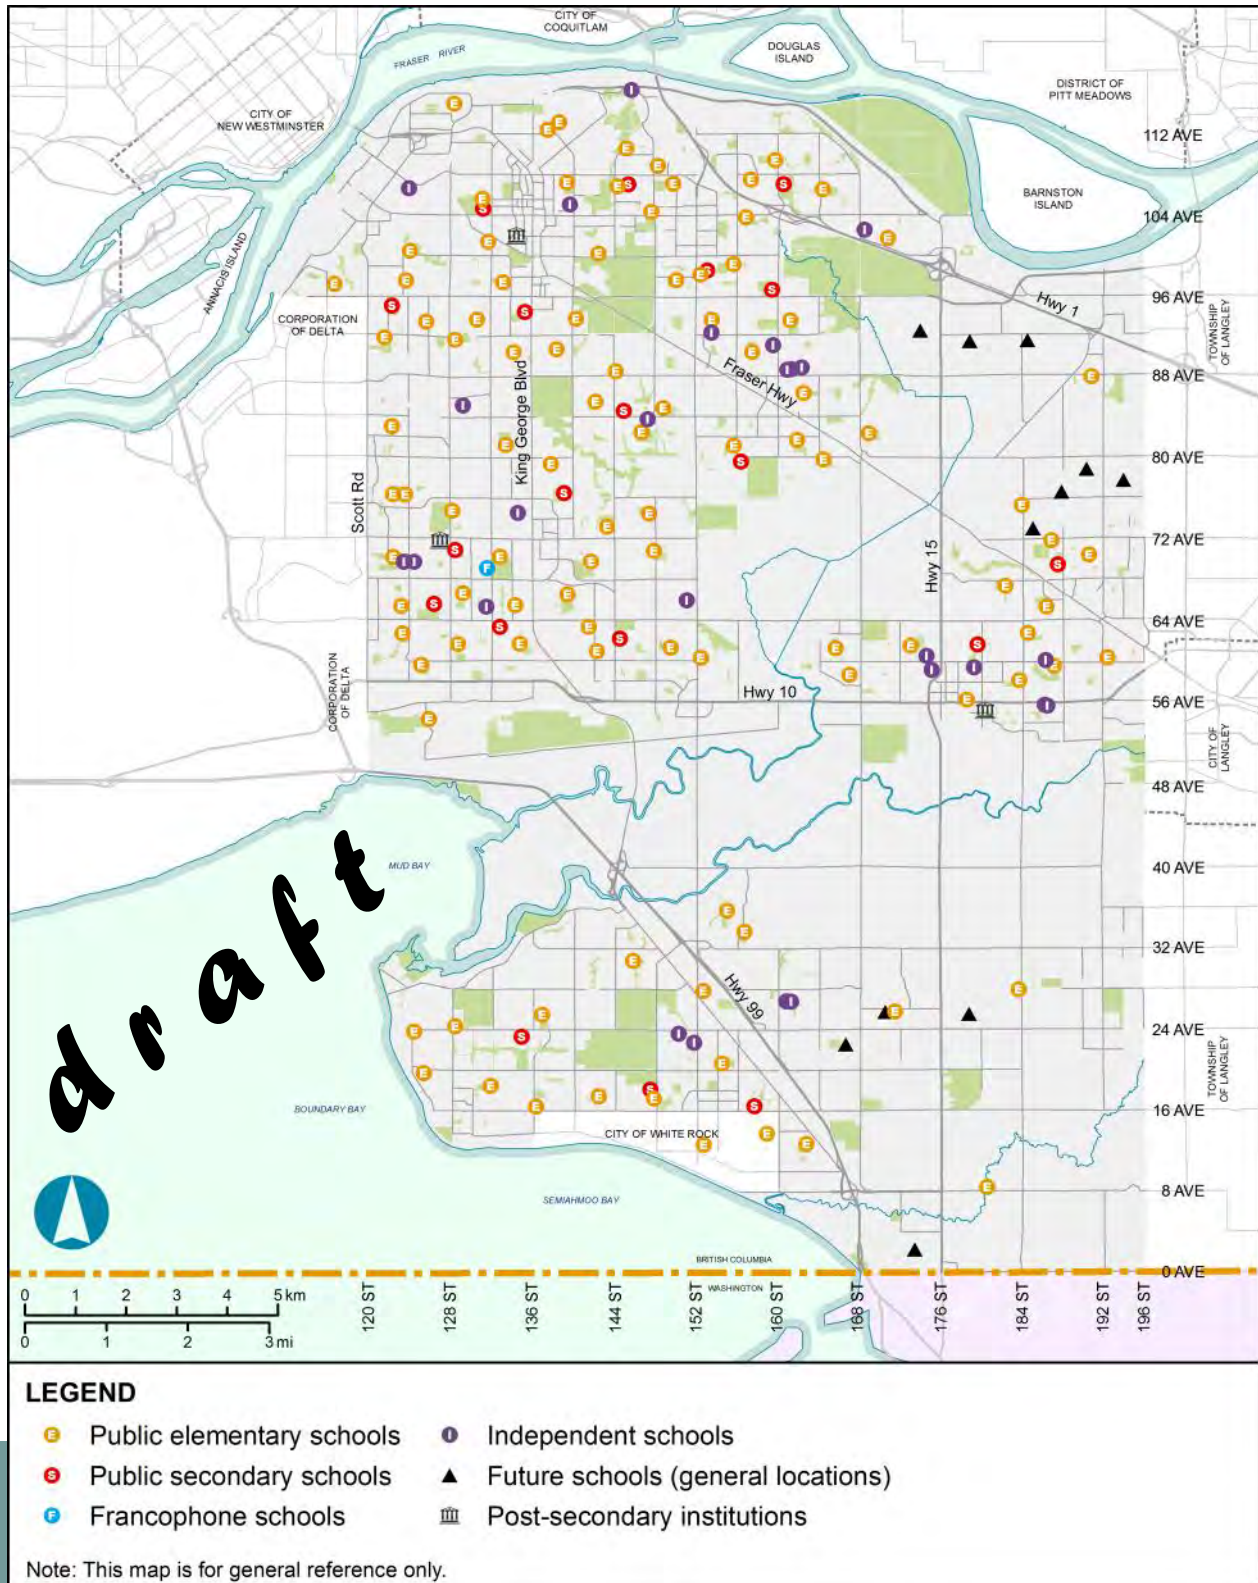 CITY OF
COQUITLAM
FRASER RIVER
DOUGLAS
ISLAND
DISTRICT OF
PITT MEADOWS
CITY OF
NEW WESTMINSTER
112 AVE
BARNSTON
ISLAND
104 AVE
ANNACIS ISLAND
96 AVE
Hwy 1
CORPORATION
OF DELTA
TOWNSHIP
OF LANGLEY
King George Blvd
Fraser Hwy
88 AVE
80 AVE
Scott Rd
72 AVE
Hwy 15
64 AVE
CORPORATION
OF DELTA
Hwy 10
56 AVE
CITY OF
LANGLEY
48 AVE
draft
MUD BAY
40 AVE
32 AVE
Hwy 99
24 AVE
TOWNSHIP
OF LANGLEY
BOUNDARY BAY
16 AVE
CITY OF WHITE ROCK
SEMIAHMOO BAY
8 AVE
BRITISH COLUMBIA
0 AVE
WASHINGTON
0 1 2 3 4 5 km
0 1 2 3 mi
120 ST
128 ST
136 ST
144 ST
152 ST
160 ST
168 ST
176 ST
184 ST
192 ST
196 ST
LEGEND
E Public elementary schools
I Independent schools
S Public secondary schools
Future schools (general locations)
F Francophone schools
Post-secondary institutions
Note: This map is for general reference only.